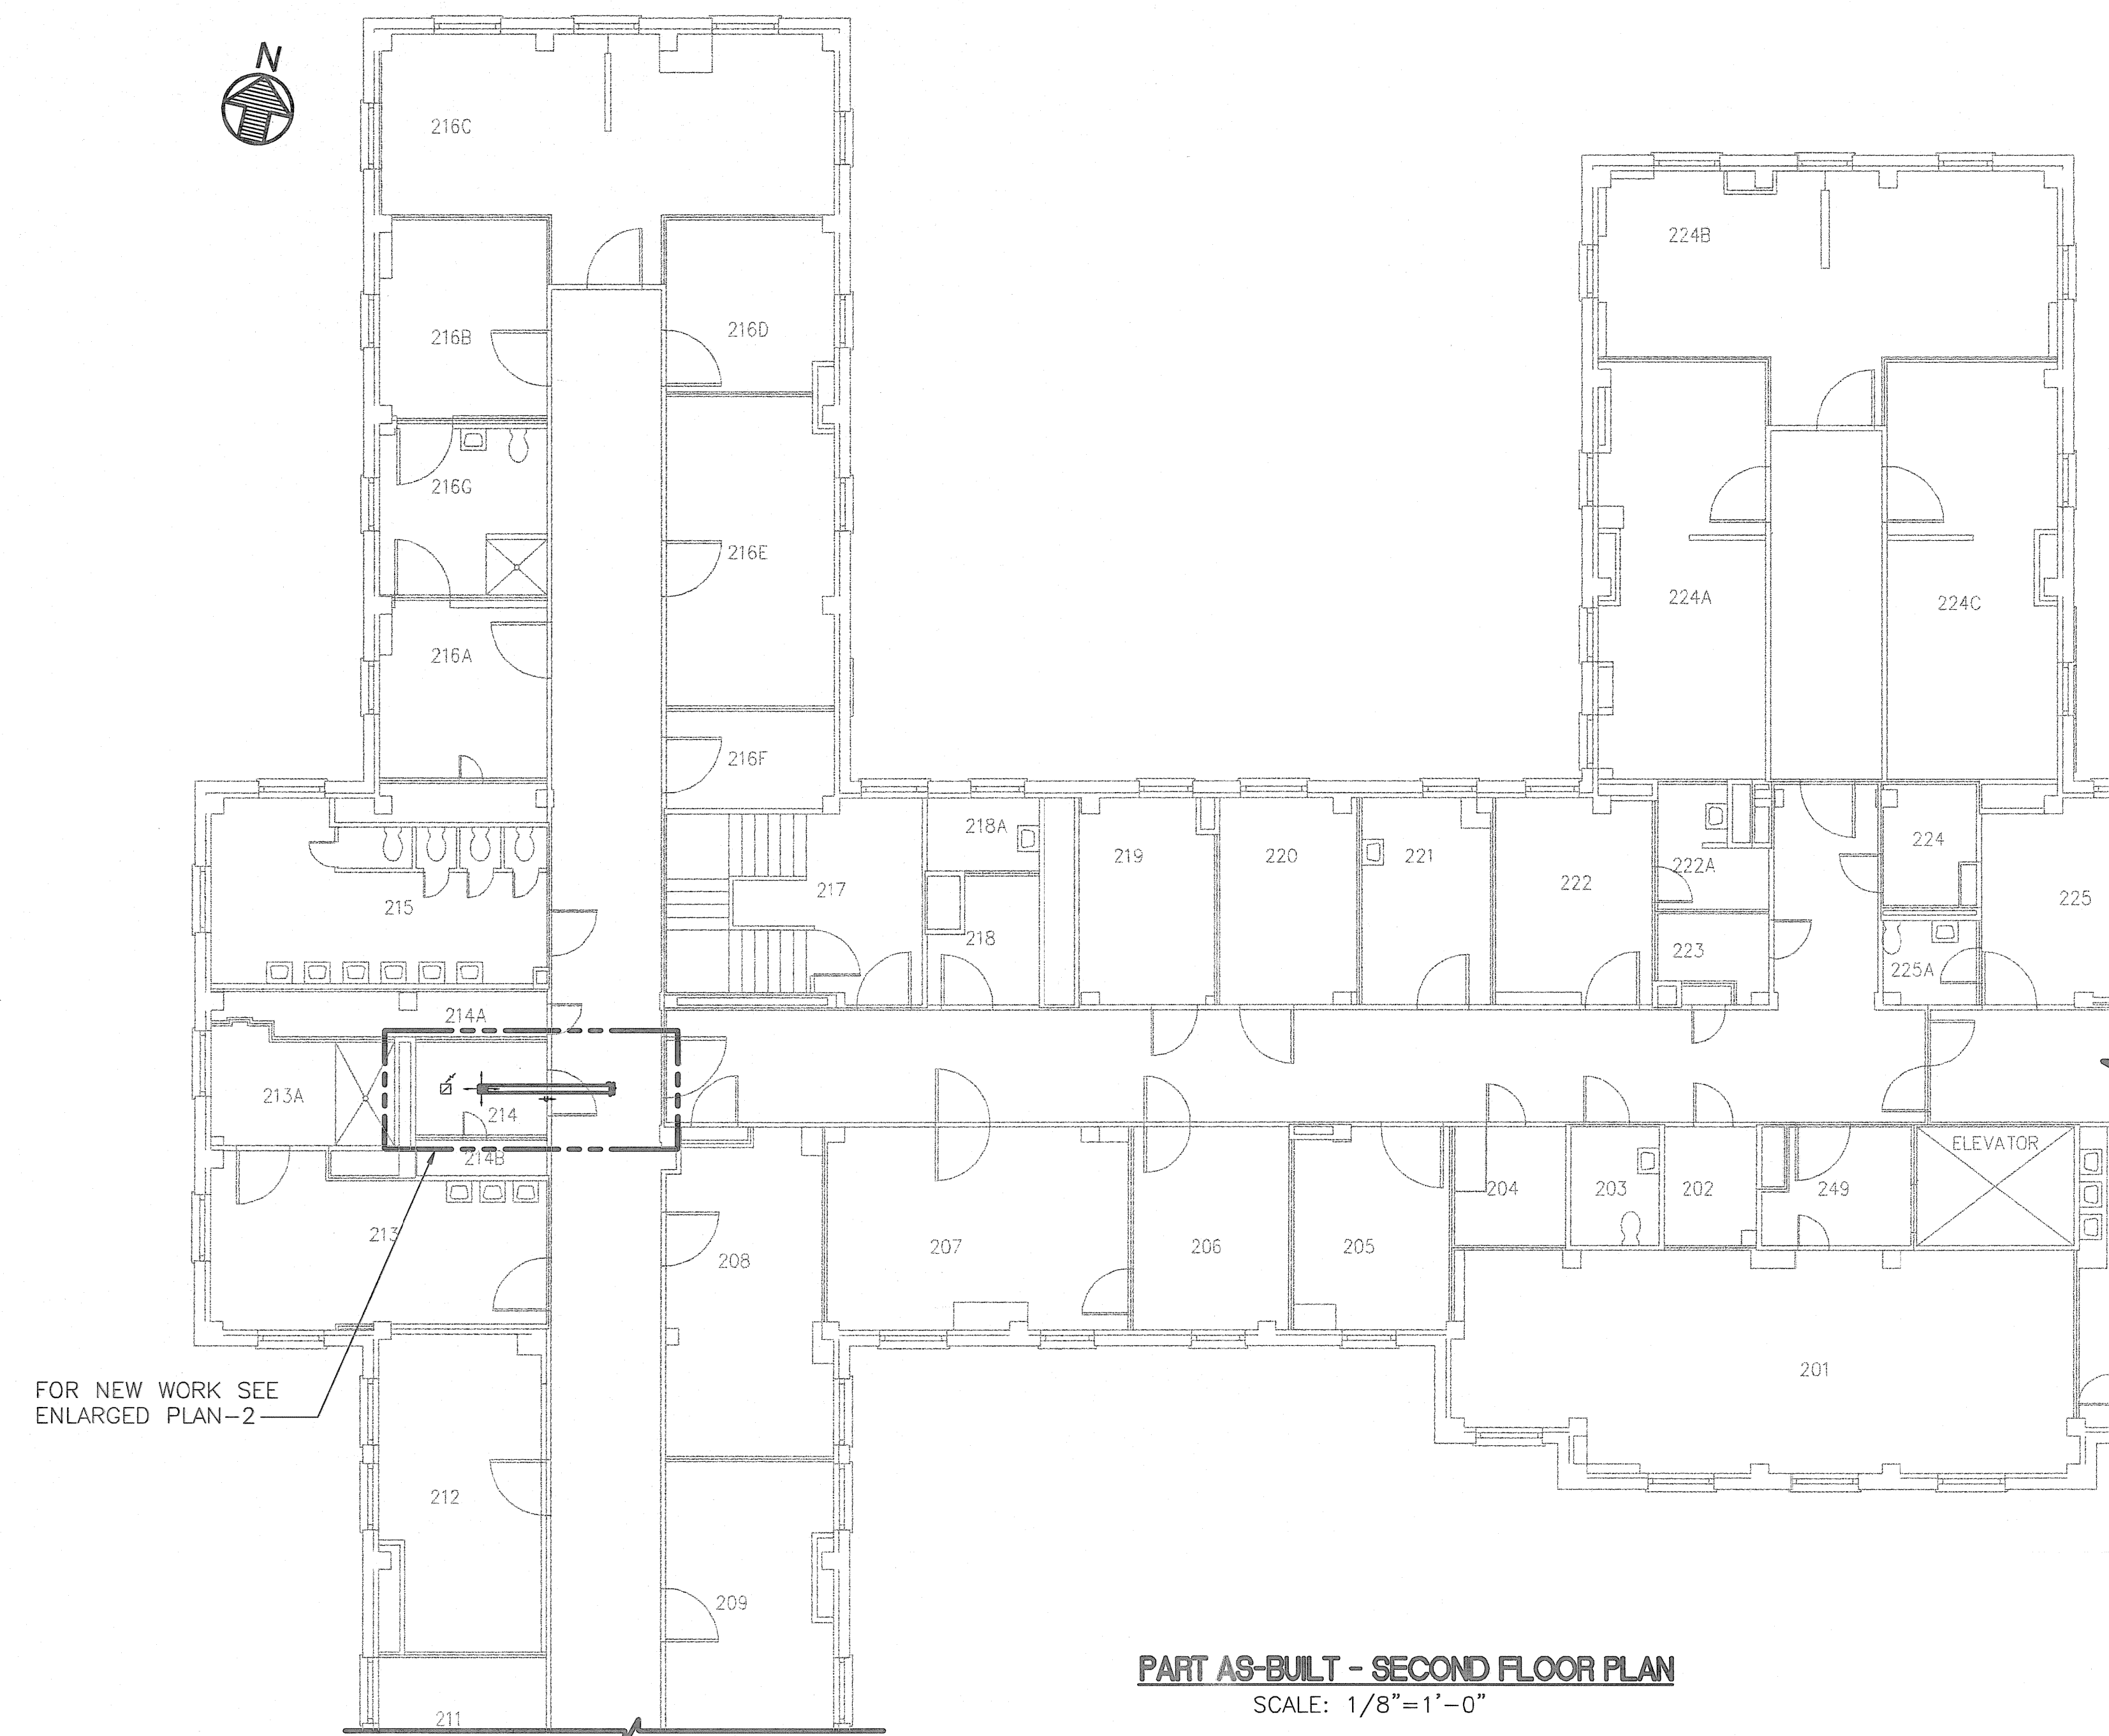 N
216C
224B
216B
216D
216G
216E
224A
224C
216A
216F
218A
219
220
221
222
222A
224
217
215
218
223
225
225A
214A
213A
214
214B
ELEVATOR
204
203
202
249
213
208
207
206
205
201
FOR NEW WORK SEE
ENLARGED PLAN-2
212
209
211
PART AS-BUILT - SECOND FLOOR PLAN
SCALE: 1/8"=1'-0"